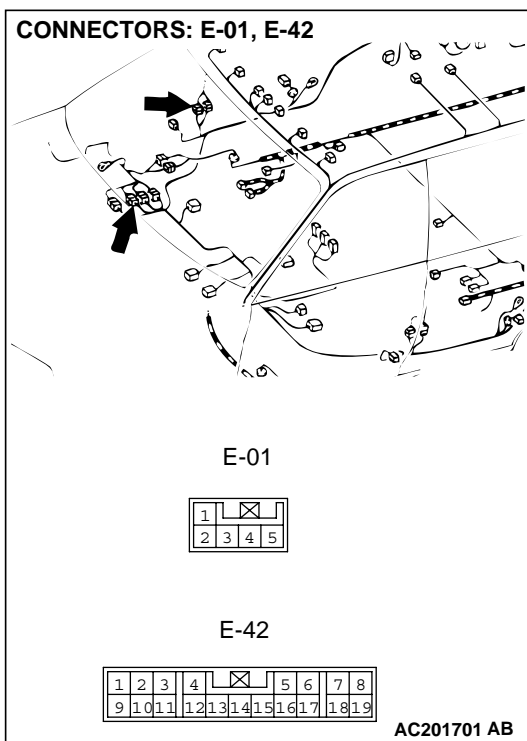 CONNECTORS: E-01, E-42
E-01
1
2 3 4 5
E-42
1 2 3 4 5 6 7 8
9 10 11 12 13 14 15 16 17 18 19
AC201701 AB